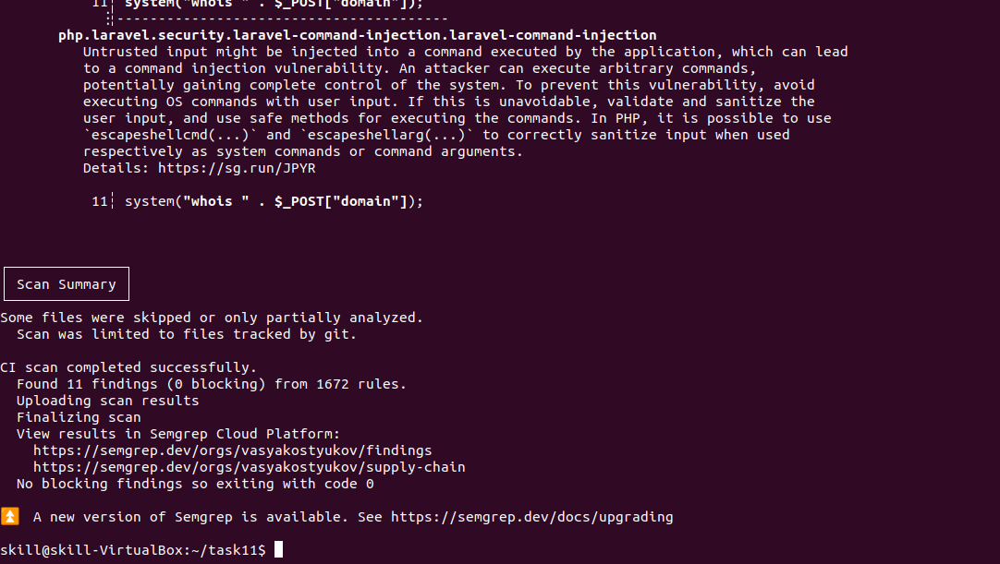 11┆ system("whois " . $_POST["domain"]);
⋮┆----------------------------------------
php.laravel.security.laravel-command-injection.laravel-command-injection
Untrusted input might be injected into a command executed by the application, which can lead
to a command injection vulnerability. An attacker can execute arbitrary commands,
potentially gaining complete control of the system. To prevent this vulnerability, avoid
executing OS commands with user input. If this is unavoidable, validate and sanitize the
user input, and use safe methods for executing the commands. In PHP, it is possible to use
`escapeshellcmd(...)` and `escapeshellarg(...)` to correctly sanitize input when used
respectively as system commands or command arguments.
Details: https://sg.run/JPYR
11┆ system("whois " . $_POST["domain"]);
Scan Summary
Some files were skipped or only partially analyzed.
Scan was limited to files tracked by git.
CI scan completed successfully.
Found 11 findings (0 blocking) from 1672 rules.
Uploading scan results
Finalizing scan
View results in Semgrep Cloud Platform:
https://semgrep.dev/orgs/vasyakostyukov/findings
https://semgrep.dev/orgs/vasyakostyukov/supply-chain
No blocking findings so exiting with code 0
⏫ A new version of Semgrep is available. See https://semgrep.dev/docs/upgrading
skill@skill-VirtualBox:~/task11$